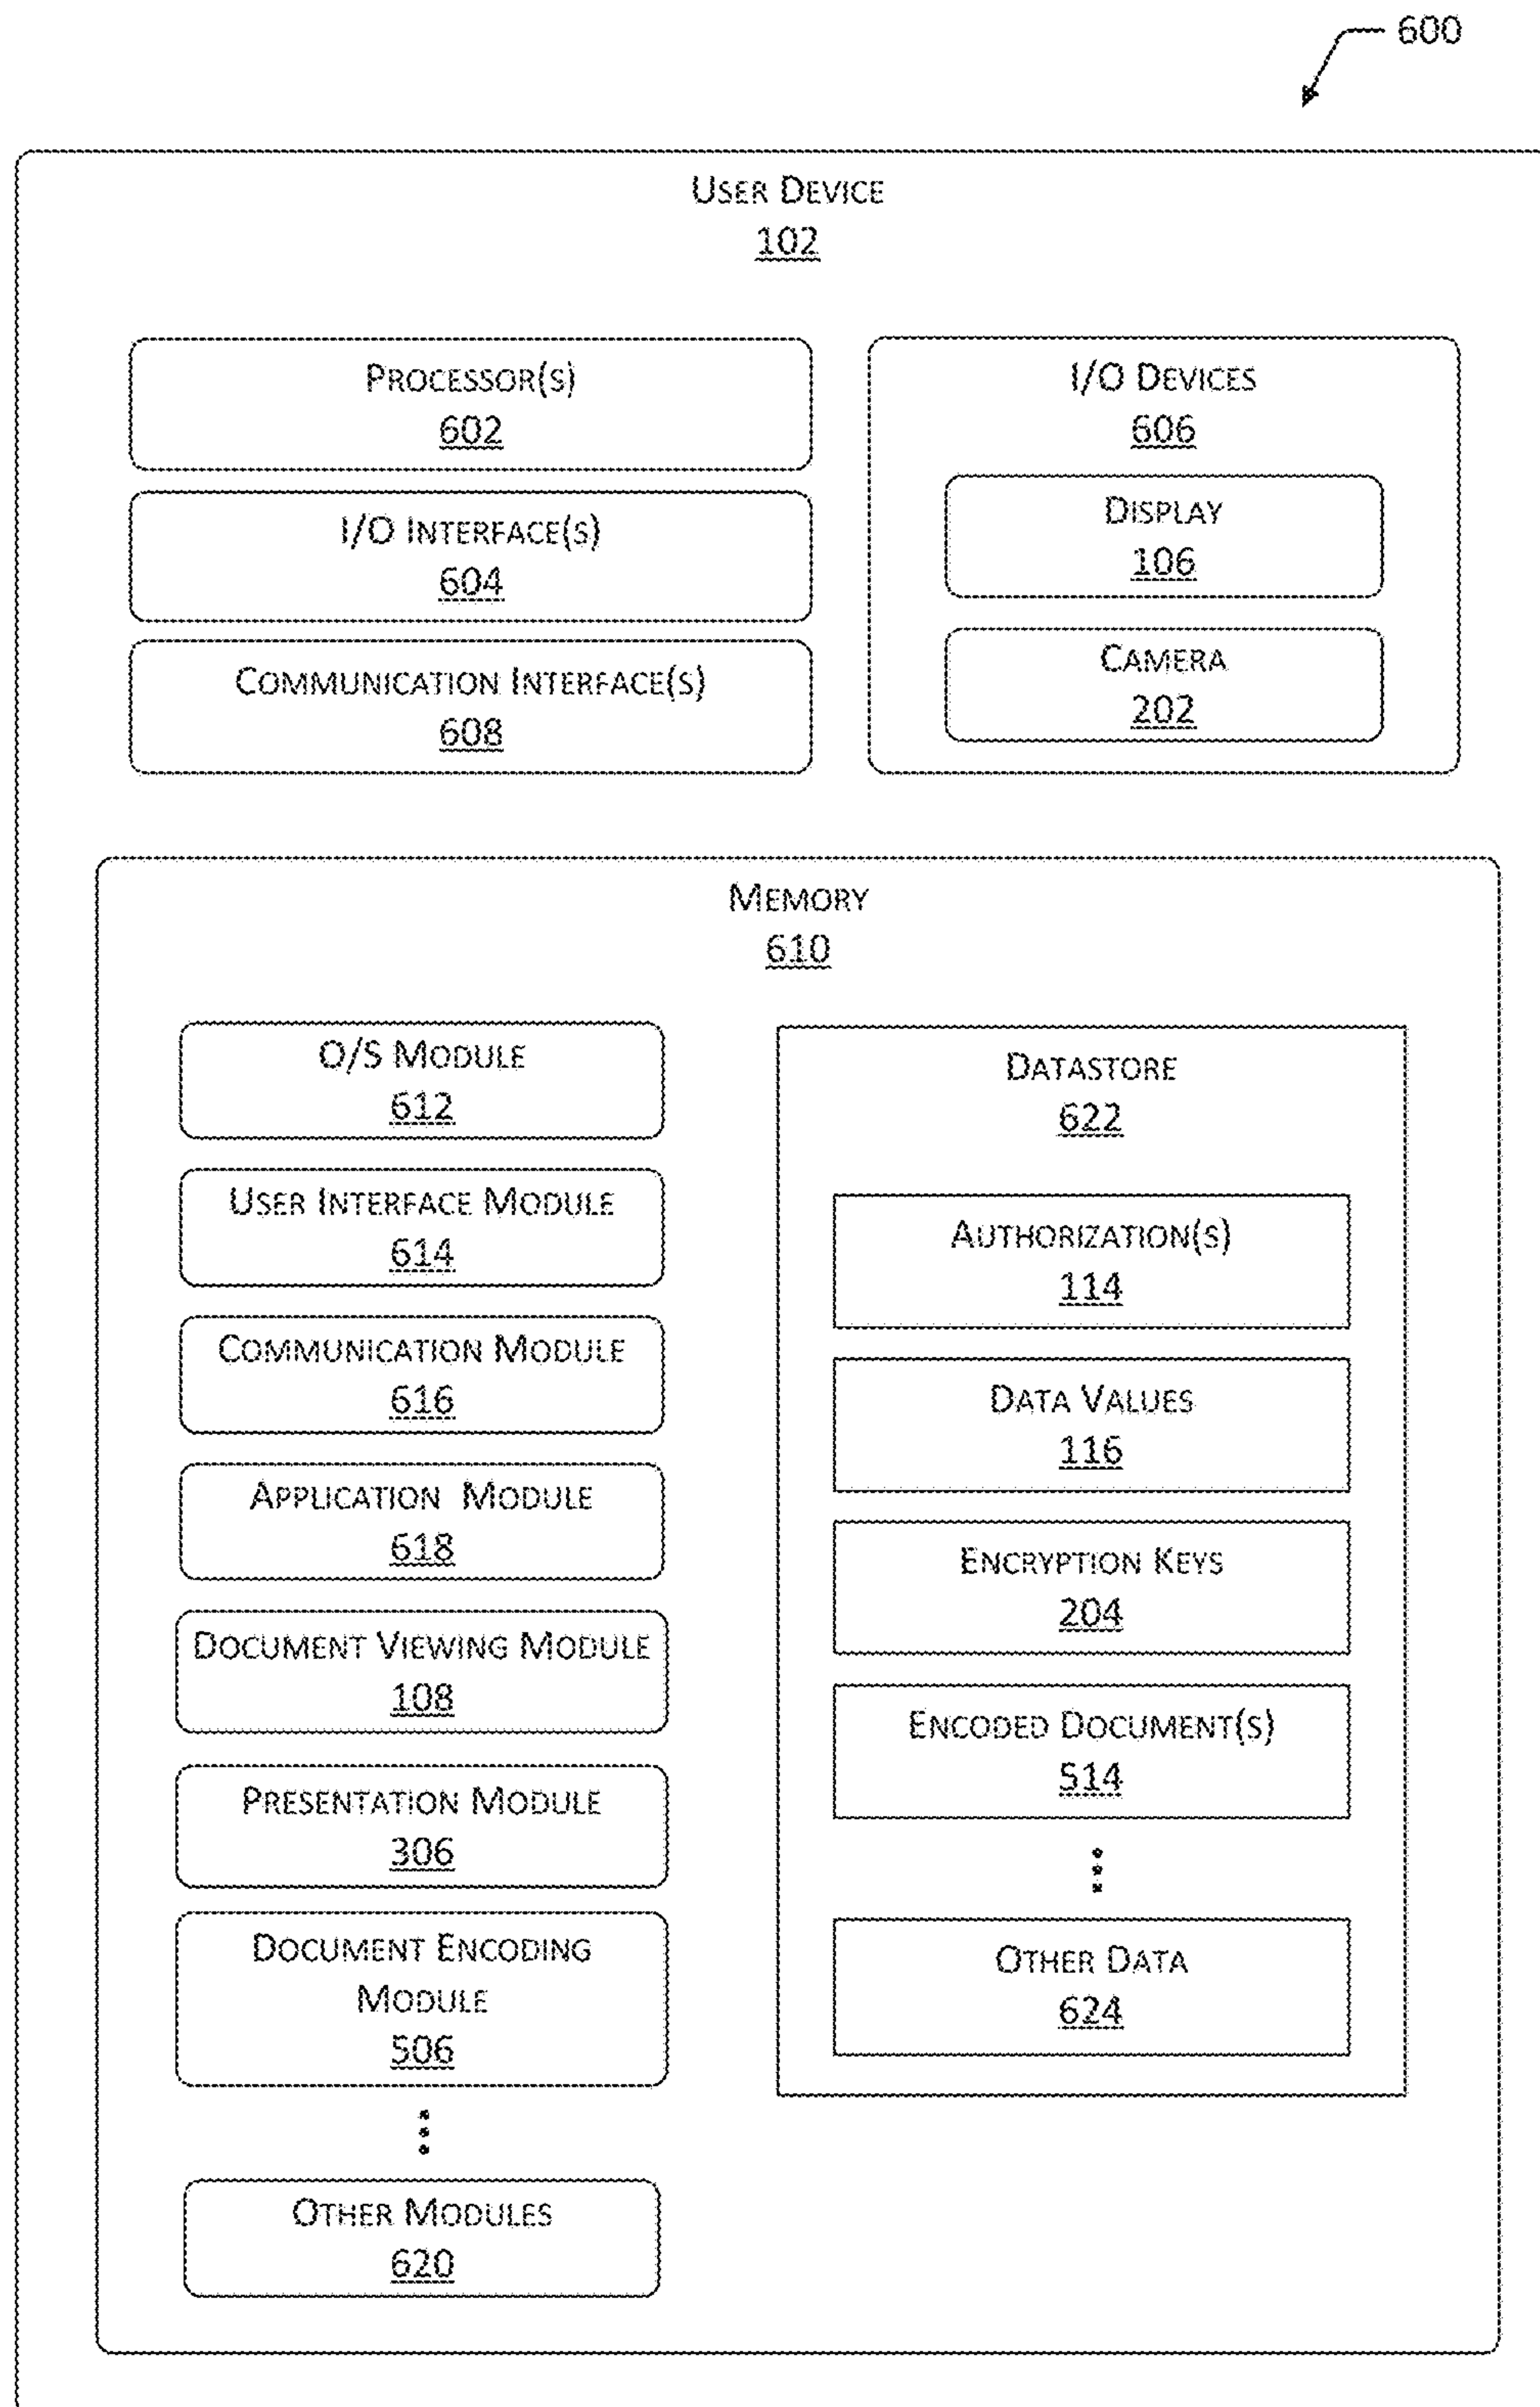 600
USER DEVICE
102
PROCESSOR(S)
602
I/O INTERFACE(S)
604
COMMUNICATION INTERFACE(S)
608
I/O DEVICES
606
DISPLAY
106
CAMERA
202
MEMORY
610
O/S MODULE
612
USER INTERFACE MODULE
614
COMMUNICATION MODULE
616
APPLICATION MODULE
618
DOCUMENT VIEWING MODULE
108
PRESENTATION MODULE
306
DOCUMENT ENCODING
MODULE
506
OTHER MODULES
620
DATASTORE
622
AUTHORIZATION(S)
114
DATA VALUES
116
ENCRYPTION KEYS
204
ENCODED DOCUMENT(S)
514
OTHER DATA
624